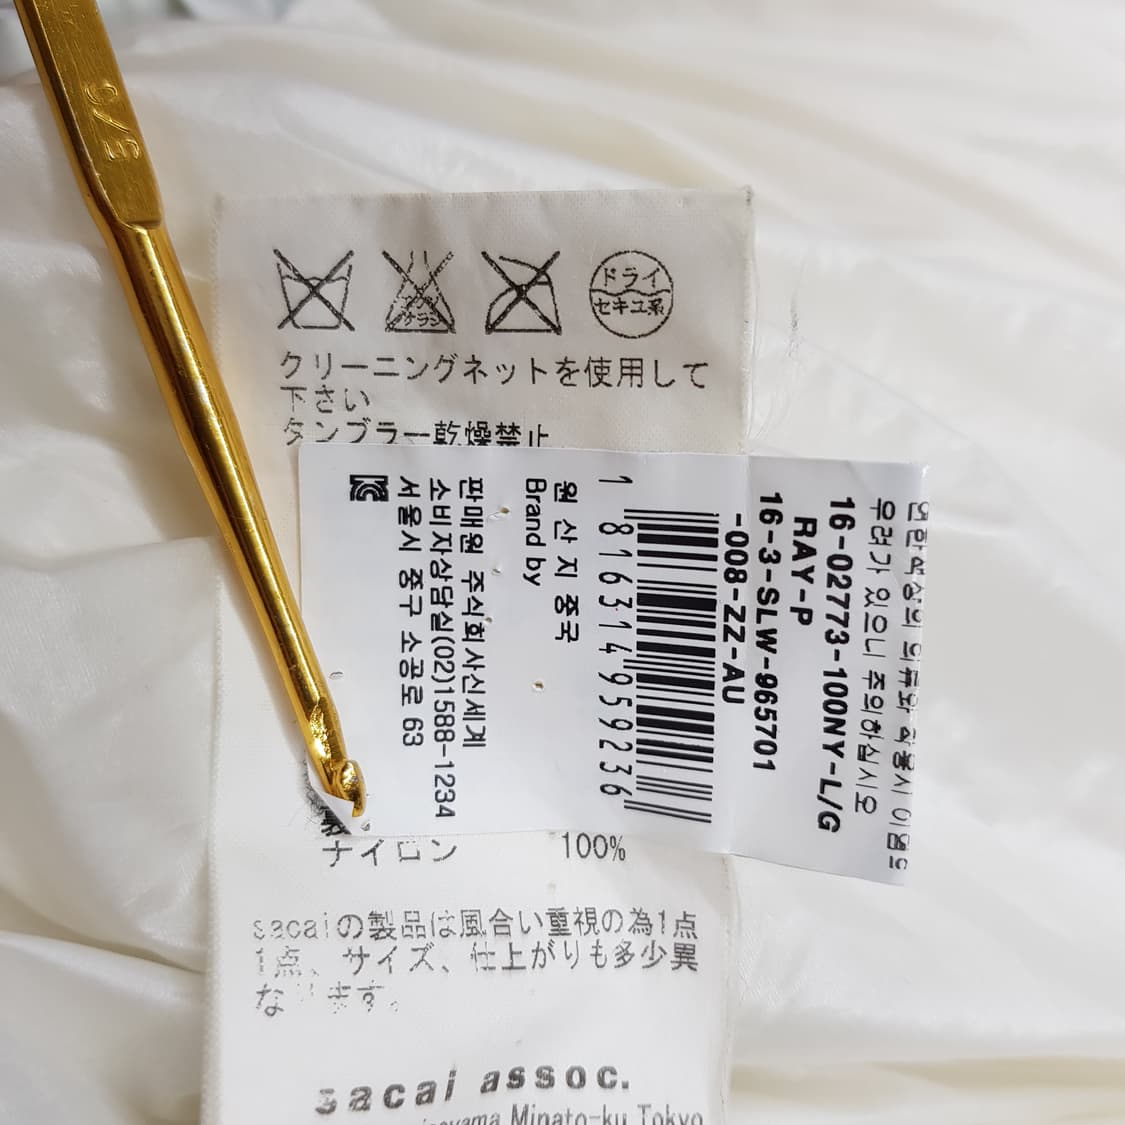 5/3
ドライ
セキユ系
クリーニングネットを使用して
下さい
タンブラー乾燥禁止
우려가 있으니 주의하십시오
16-02773-100NY-L/G
RAY-P
16-3-SLW-965701
-008-ZZ-AU
1 816314959236
원 산 지 중국
Brand by
판매원 주식회사신세계
소비자상담실(02)1588-1234
서울시 중구 소공로 63
ナイロン 100%
sacaiの製品は風合い重視の為1点
1点、サイズ、仕上がりも多少異
なります。
sacai assoc.
Minato-ku Tokyo